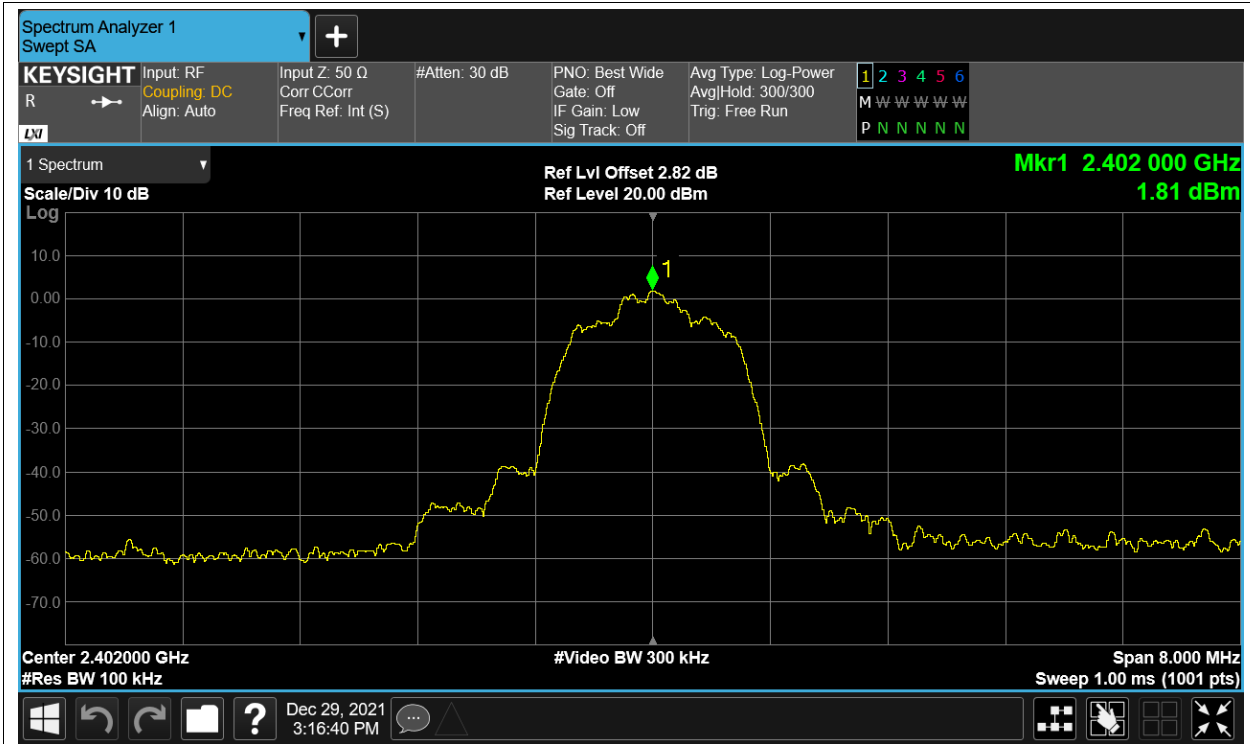 Spectrum Analyzer 1
Swept SA
KEYSIGHT
R
LXI
Input: RF
Coupling: DC
Align: Auto
Input Z: 50 Ω
Corr CCorr
Freq Ref: Int (S)
#Atten: 30 dB
PNO: Best Wide
Gate: Off
IF Gain: Low
Sig Track: Off
Avg Type: Log-Power
Avg|Hold: 300/300
Trig: Free Run
1 2 3 4 5 6
M W W W W W
P N N N N N
1 Spectrum
Scale/Div 10 dB
Log
Ref Lvl Offset 2.82 dB
Ref Level 20.00 dBm
Mkr1 2.402 000 GHz
1.81 dBm
10.0
1
0.00
-10.0
-20.0
-30.0
-40.0
-50.0
-60.0
-70.0
Center 2.402000 GHz
#Video BW 300 kHz
Span 8.000 MHz
#Res BW 100 kHz
Sweep 1.00 ms (1001 pts)
?
Dec 29, 2021
3:16:40 PM